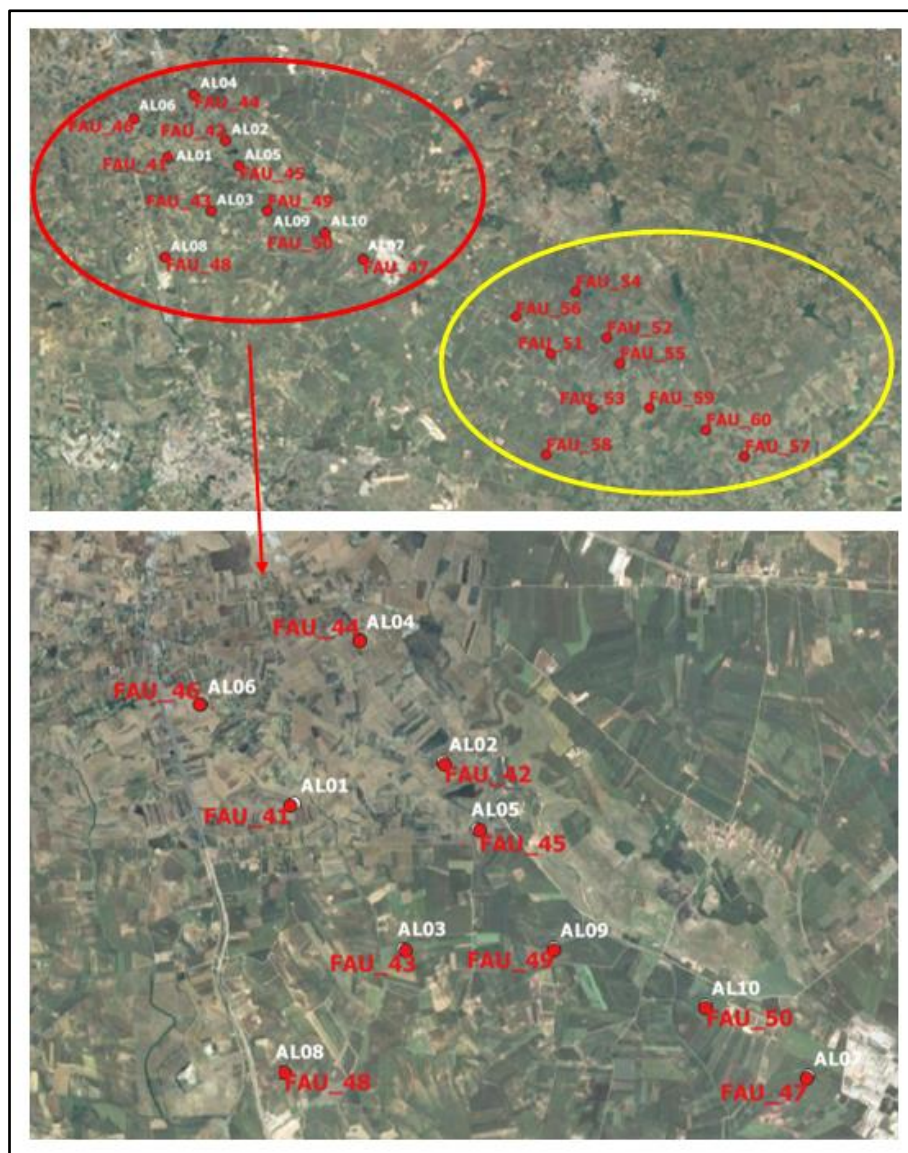 AL04
FAU_44
AL06
FAU_46
FAU_42
AL02
FAU_41
AL01
AL05
FAU_45
FAU_43
AL03
FAU_49
AL09
AL10
FAU_50
AL08
FAU_48
AL07
FAU_47
FAU_54
FAU_56
FAU_52
FAU_51
FAU_55
FAU_53
FAU_59
FAU_60
FAU_58
FAU_57
FAU_44
AL04
FAU_46
AL06
AL02
FAU_42
AL01
FAU_41
AL05
FAU_45
AL03
FAU_43
AL09
FAU_49
AL10
FAU_50
AL08
FAU_48
AL07
FAU_47